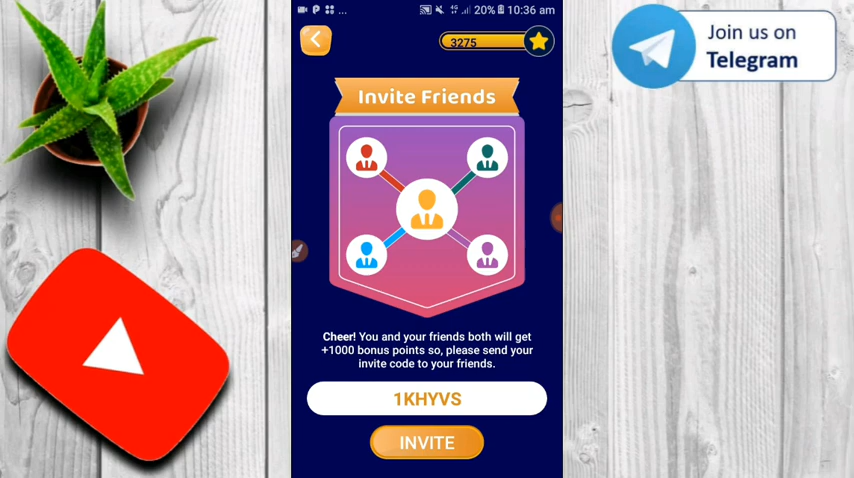 P
...
4G
20%
10:36 am
3275
Invite Friends
Cheer! You and your friends both will get
+1000 bonus points so, please send your
invite code to your friends.
1KHYVS
INVITE
Join us on
Telegram